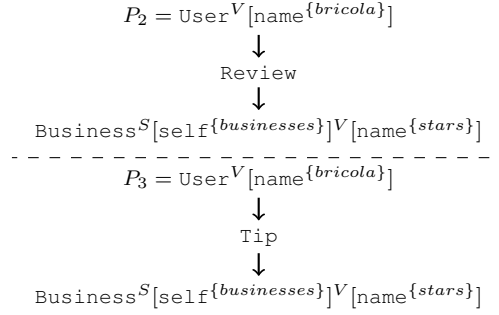 P₂ = User^V[name^{bricola}]
Review
Business^S[self^{businesses}]^V[name^{stars}]
P₃ = User^V[name^{bricola}]
Tip
Business^S[self^{businesses}]^V[name^{stars}]